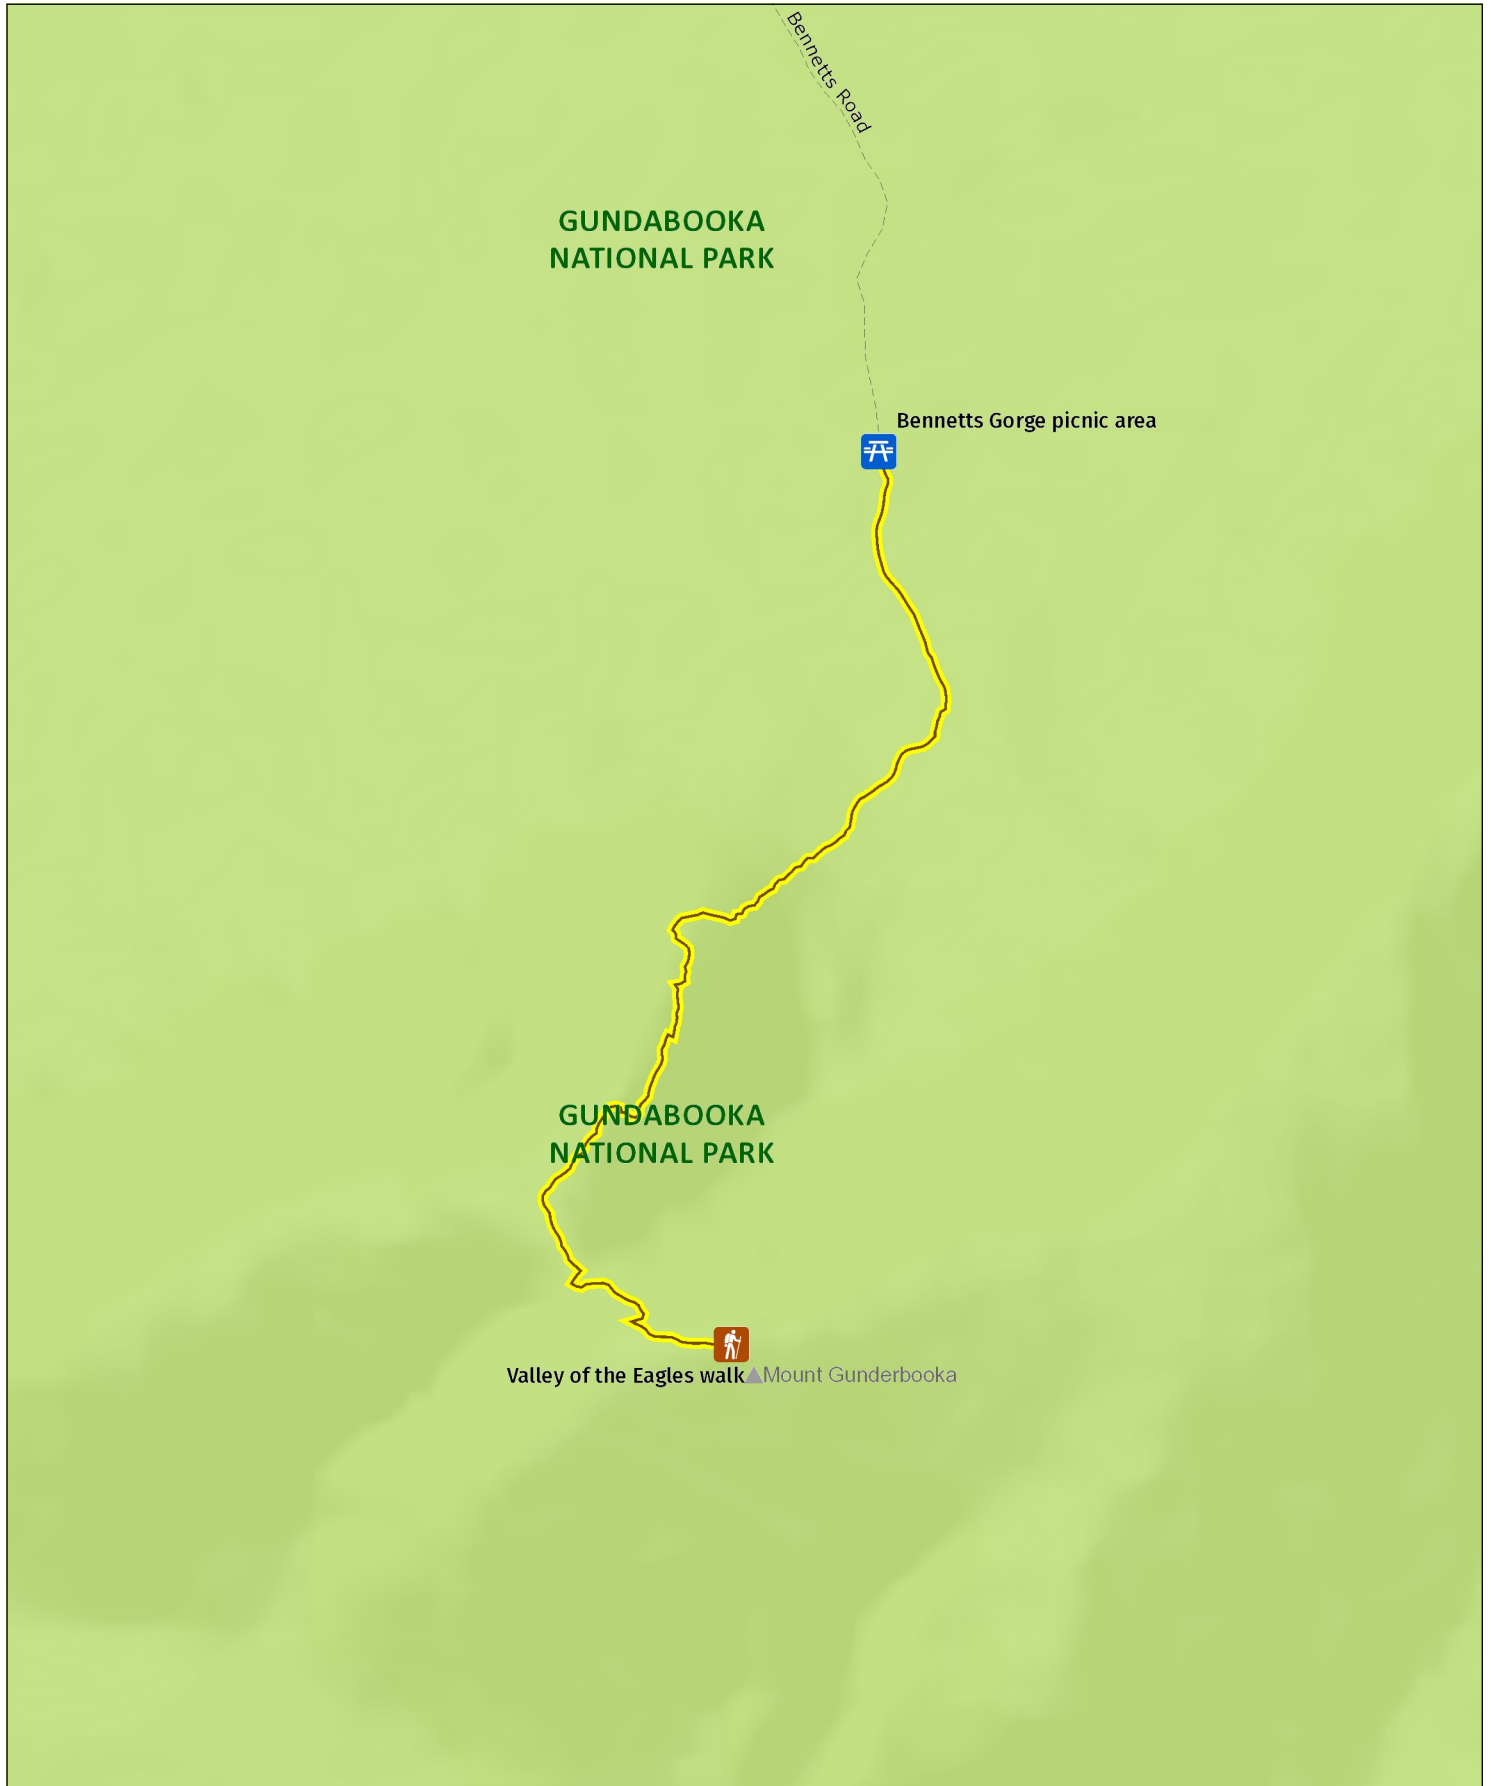 Bennetts Road
GUNDABOOKA
NATIONAL PARK
Bennetts Gorge picnic area
GUNDABOOKA
NATIONAL PARK
Valley of the Eagles walk
Mount Gunderbooka